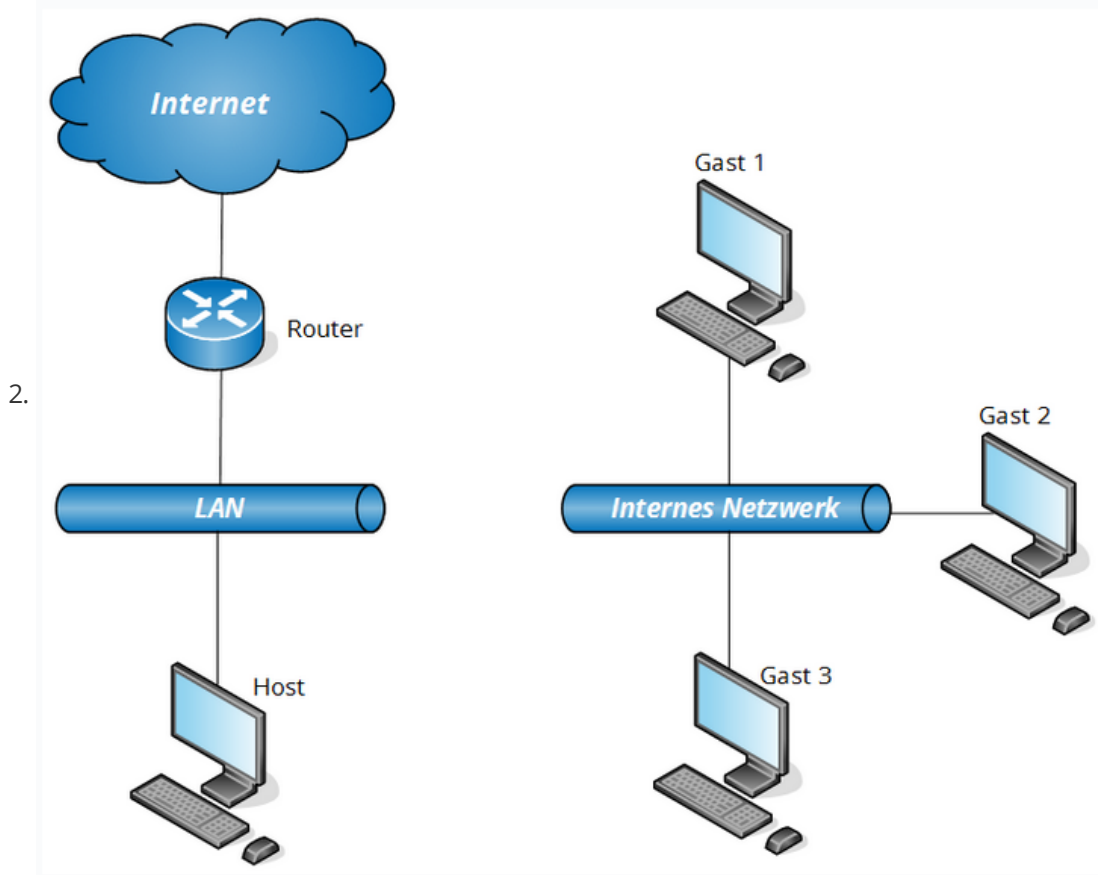 Internet
Gast 1
Router
2.
Gast 2
LAN
Internes Netzwerk
Host
Gast 3